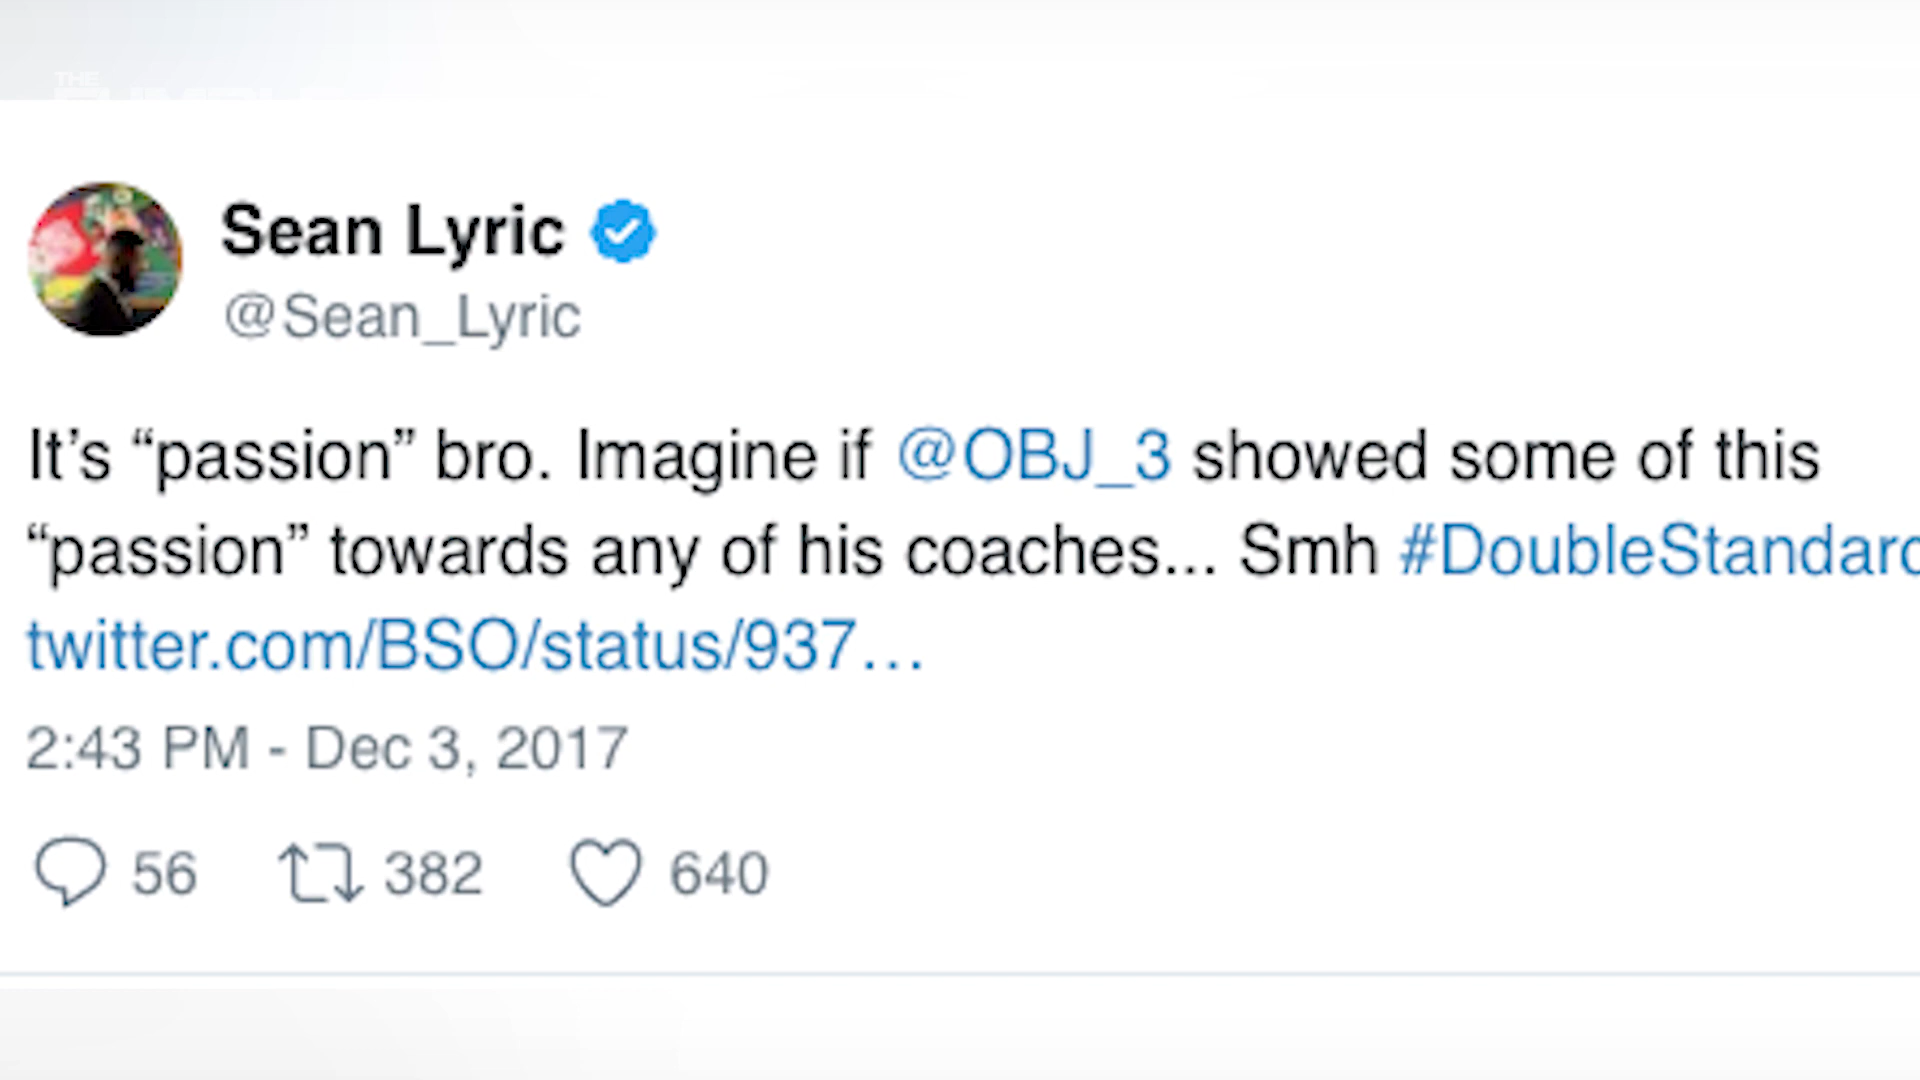 THE
Sean Lyric
@Sean_Lyric
It’s “passion” bro. Imagine if @OBJ_3 showed some of this
“passion” towards any of his coaches... Smh #DoubleStandard
twitter.com/BSO/status/937…
2:43 PM - Dec 3, 2017
56 382 640